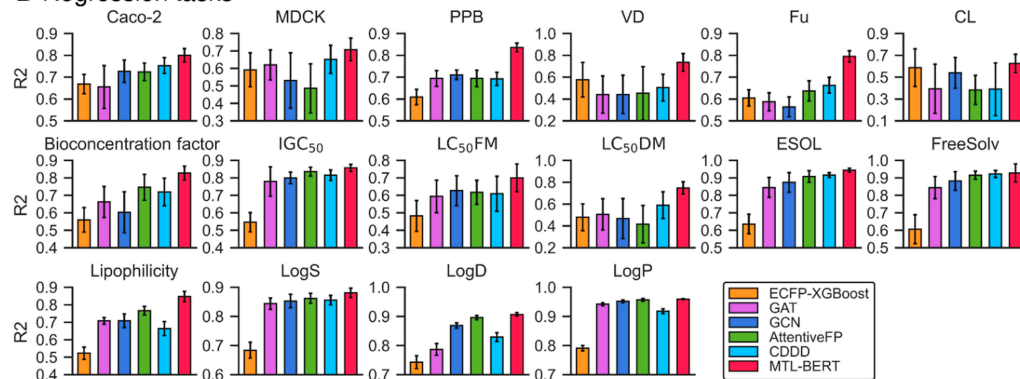 B Regression tasks
Caco-2 MDCK PPB VD Fu CL
R2
0.9 0.8 0.7 0.6 0.5
0.8 0.7 0.6 0.5 0.4 0.3
0.9 0.8 0.7 0.6 0.5
1.0 0.8 0.6 0.4 0.2
0.9 0.8 0.7 0.6 0.5
0.9 0.7 0.5 0.3 0.1
Bioconcentration factor IGC₅₀ LC₅₀FM LC₅₀DM ESOL FreeSolv
R2
0.9 0.8 0.7 0.6 0.5 0.4
0.9 0.8 0.7 0.6 0.5 0.4
0.8 0.7 0.6 0.5 0.4 0.3
1.0 0.8 0.6 0.4 0.2
1.0 0.9 0.8 0.7 0.6 0.5
1.0 0.9 0.8 0.7 0.6 0.5
Lipophilicity LogS LogD LogP
R2
0.9 0.8 0.7 0.6 0.5 0.4
0.9 0.8 0.7 0.6
1.0 0.9 0.8 0.7
1.0 0.9 0.8 0.7
ECFP-XGBoost
GAT
GCN
AttentiveFP
CDDD
MTL-BERT